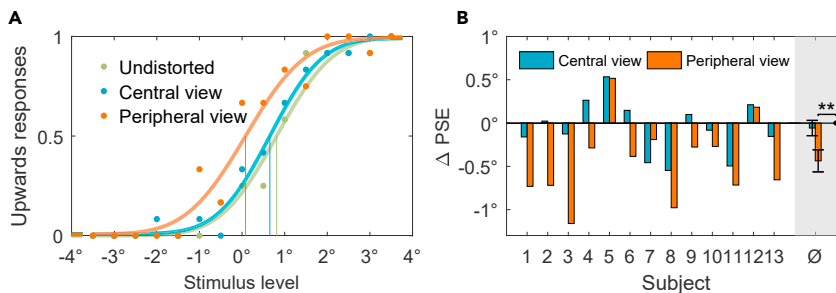 A
Upwards responses
1
0.5
0
Undistorted
Central view
Peripheral view
-4° -3° -2° -1° 0° 1° 2° 3° 4°
Stimulus level
B
Δ PSE
1°
0.5°
0°
-0.5°
-1°
Central view Peripheral view
**
1 2 3 4 5 6 7 8 9 10 11 12 13 Ø
Subject